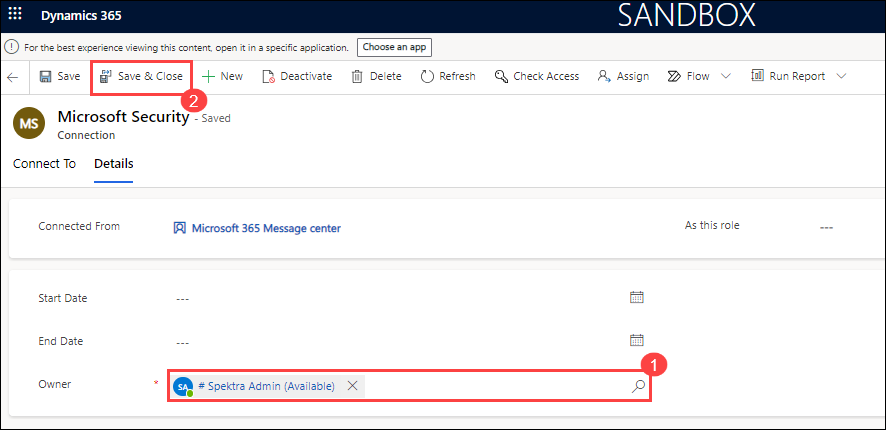 Dynamics 365 SANDBOX
For the best experience viewing this content, open it in a specific application. Choose an app
Save Save & Close New Deactivate Delete Refresh Check Access Assign Flow Run Report
2
MS Microsoft Security - Saved
Connection
Connect To Details
Connected From Microsoft 365 Message center As this role ---
Start Date ---
End Date ---
1
Owner * SA # Spektra Admin (Available)